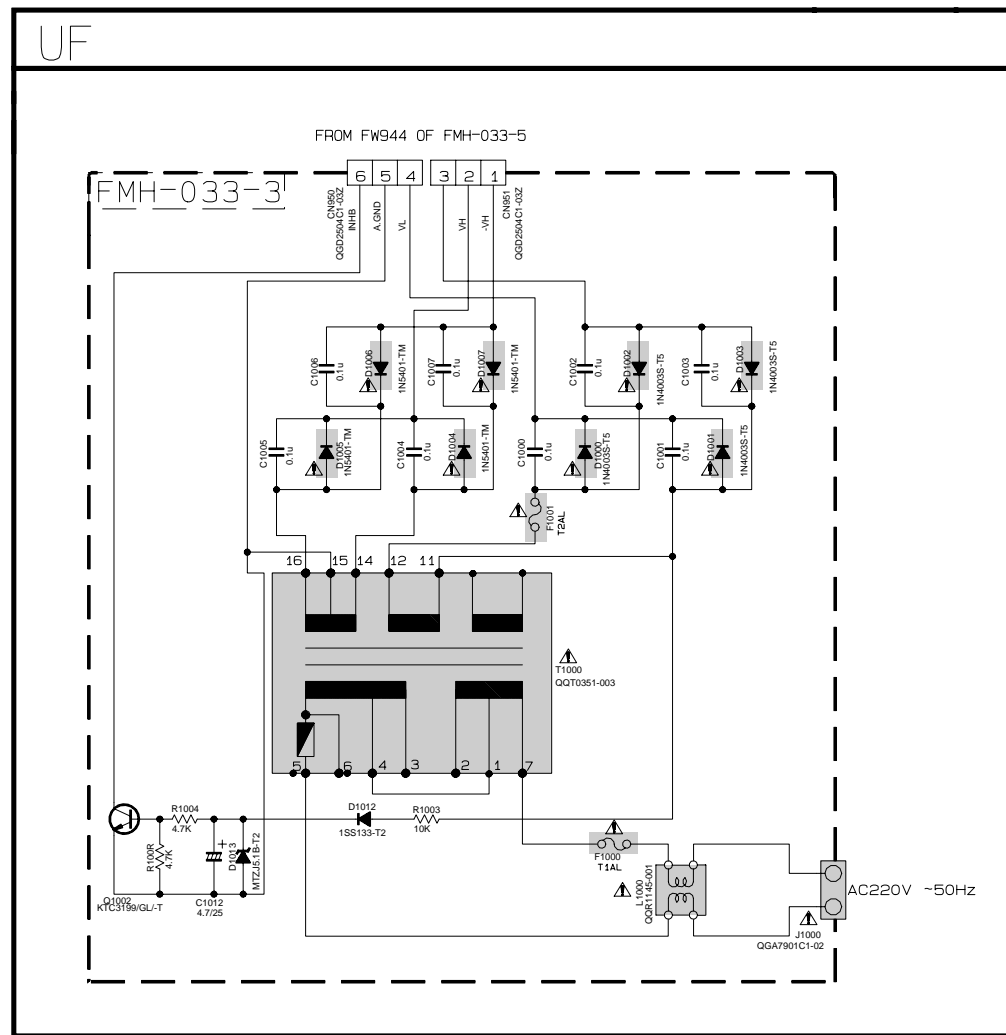 UF
FROM FW944 OF FMH-033-5
FMH-033-3
6 5 4 3 2 1
CN950
QGD2504C1-03Z
INHB
A.GND
VL
VH
-VH
CN951
QGD2504C1-03Z
C1006
0.1u
D1006
1N5401-TM
C1007
0.1u
D1007
1N5401-TM
C1002
0.1u
D1002
1N4003S-T5
C1003
0.1u
D1003
1N4003S-T5
C1005
0.1u
D1005
1N5401-TM
C1004
0.1u
D1004
1N5401-TM
C1000
0.1u
D1000
1N4003S-T5
C1001
0.1u
D1001
1N4003S-T5
F1001
T2AL
16 15 14 12 11
T1000
QQT0351-003
5 6 4 3 2 1 7
R1004
4.7K
D1012
1SS133-T2
R1003
10K
R100R
4.7K
+
D1013
MTZJ5.1B-T2
Q1002
KTC3199/GL/-T
C1012
4.7/25
F1000
T1AL
L1000
QQR1145-001
AC220V ~50Hz
J1000
QGA7901C1-02